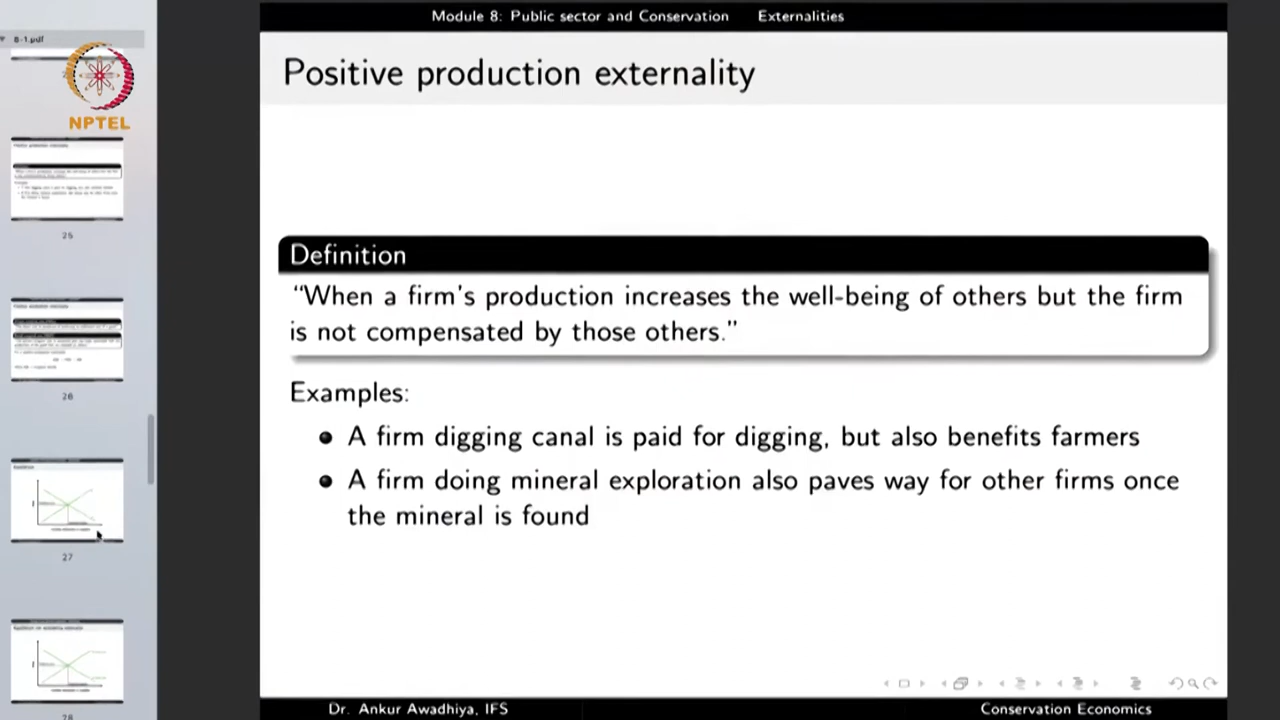 Module 8: Public sector and Conservation Externalities
8-1.pdf
NPTEL
Positive production externality
Definition
“When a firm's production increases the well-being of others but the firm
is not compensated by those others.”
Examples:
A firm digging canal is paid for digging, but also benefits farmers
A firm doing mineral exploration also paves way for other firms once
the mineral is found
25
26
27
28
Dr. Ankur Awadhiya, IFS Conservation Economics